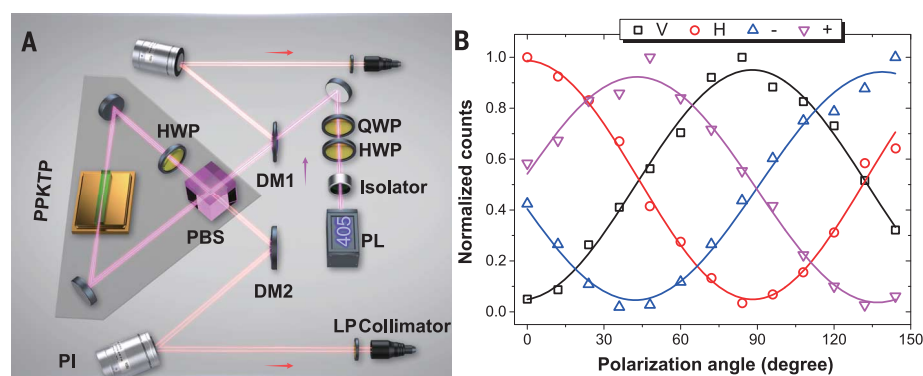 A
PPKTP
HWP
PBS
DM1
DM2
QWP
HWP
Isolator
405
PL
PI
LP Collimator
B
V H - +
Normalized counts
1.0
0.8
0.6
0.4
0.2
0.0
0 30 60 90 120 150
Polarization angle (degree)